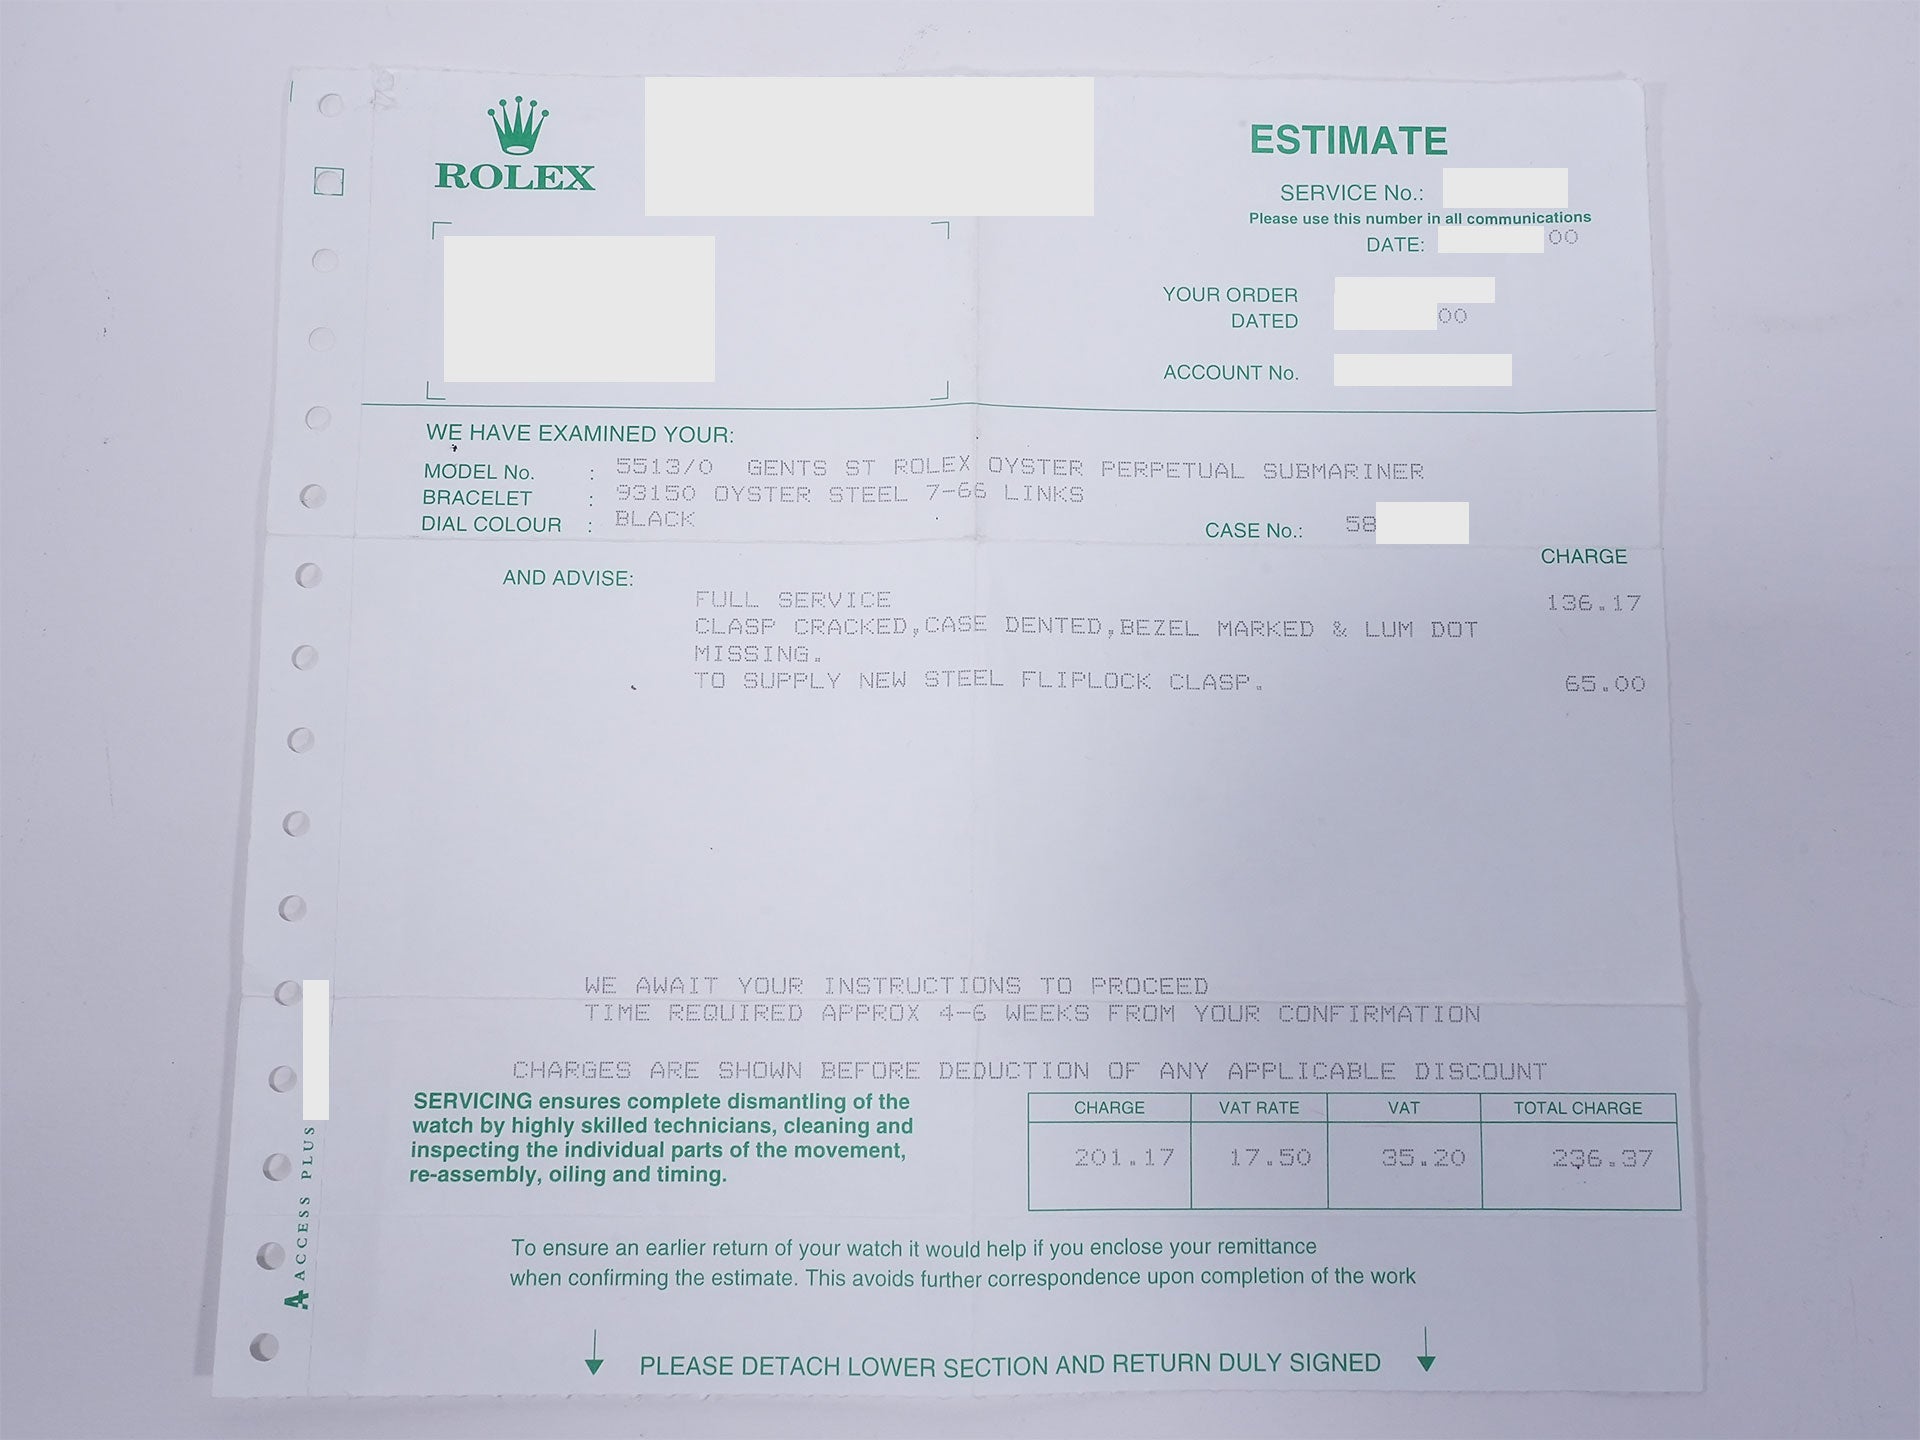 ROLEX
ESTIMATE
SERVICE No.:
Please use this number in all communications
DATE: 00
YOUR ORDER
DATED 00
ACCOUNT No.
WE HAVE EXAMINED YOUR:
MODEL No. : 5513/0 GENTS ST ROLEX OYSTER PERPETUAL SUBMARINER
BRACELET : 93150 OYSTER STEEL 7-66 LINKS
DIAL COLOUR : BLACK
CASE No.: 58
CHARGE
AND ADVISE:
FULL SERVICE 136.17
CLASP CRACKED,CASE DENTED,BEZEL MARKED & LUM DOT
MISSING.
TO SUPPLY NEW STEEL FLIPLOCK CLASP. 65.00
WE AWAIT YOUR INSTRUCTIONS TO PROCEED
TIME REQUIRED APPROX 4-6 WEEKS FROM YOUR CONFIRMATION
CHARGES ARE SHOWN BEFORE DEDUCTION OF ANY APPLICABLE DISCOUNT
SERVICING ensures complete dismantling of the
watch by highly skilled technicians, cleaning and
inspecting the individual parts of the movement,
re-assembly, oiling and timing.
CHARGE VAT RATE VAT TOTAL CHARGE
201.17 17.50 35.20 236.37
To ensure an earlier return of your watch it would help if you enclose your remittance
when confirming the estimate. This avoids further correspondence upon completion of the work
PLEASE DETACH LOWER SECTION AND RETURN DULY SIGNED
A ACCESS PLUS